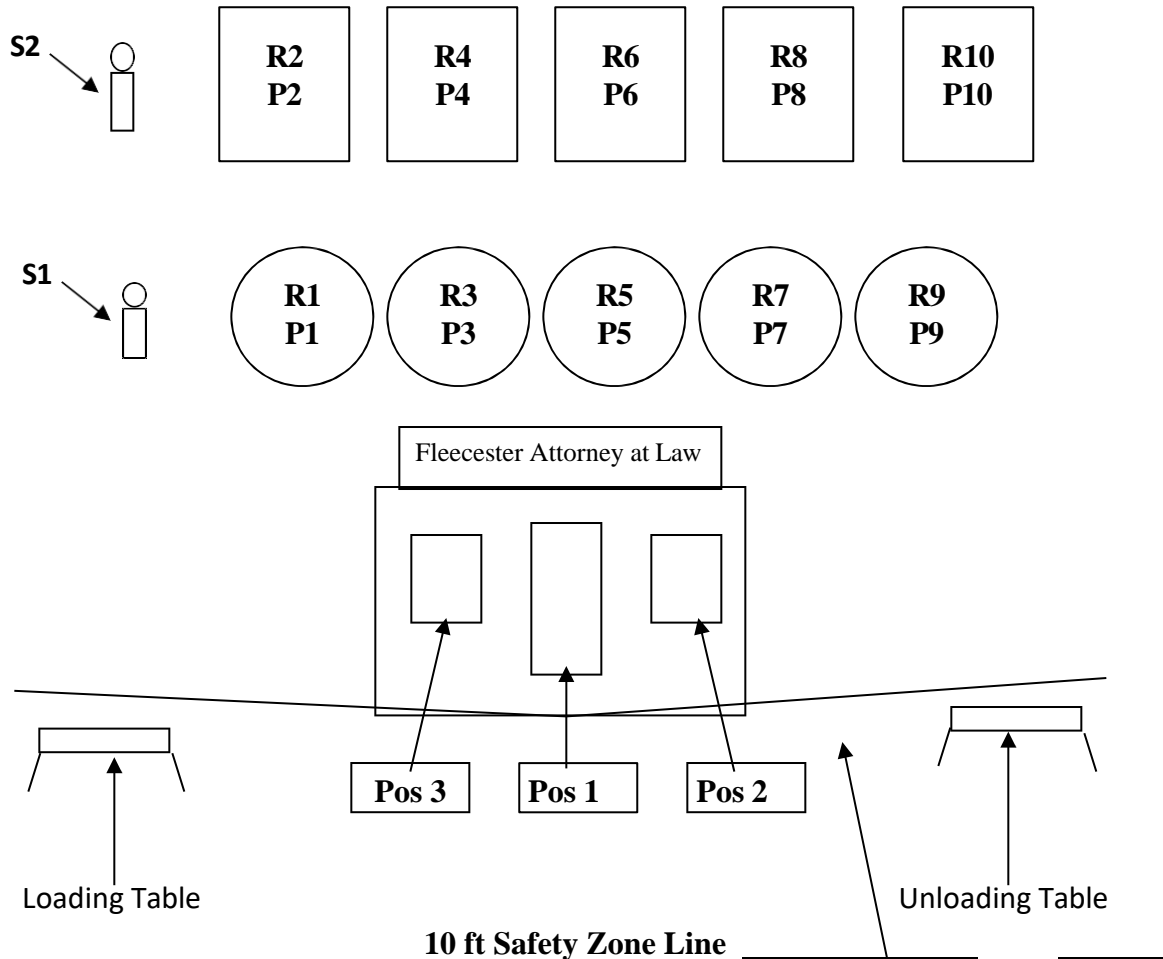 S2
R2 R4 R6 R8 R10
P2 P4 P6 P8 P10
S1
R1 R3 R5 R7 R9
P1 P3 P5 P7 P9
Fleecester Attorney at Law
Pos 3 Pos 1 Pos 2
Loading Table Unloading Table
10 ft Safety Zone Line